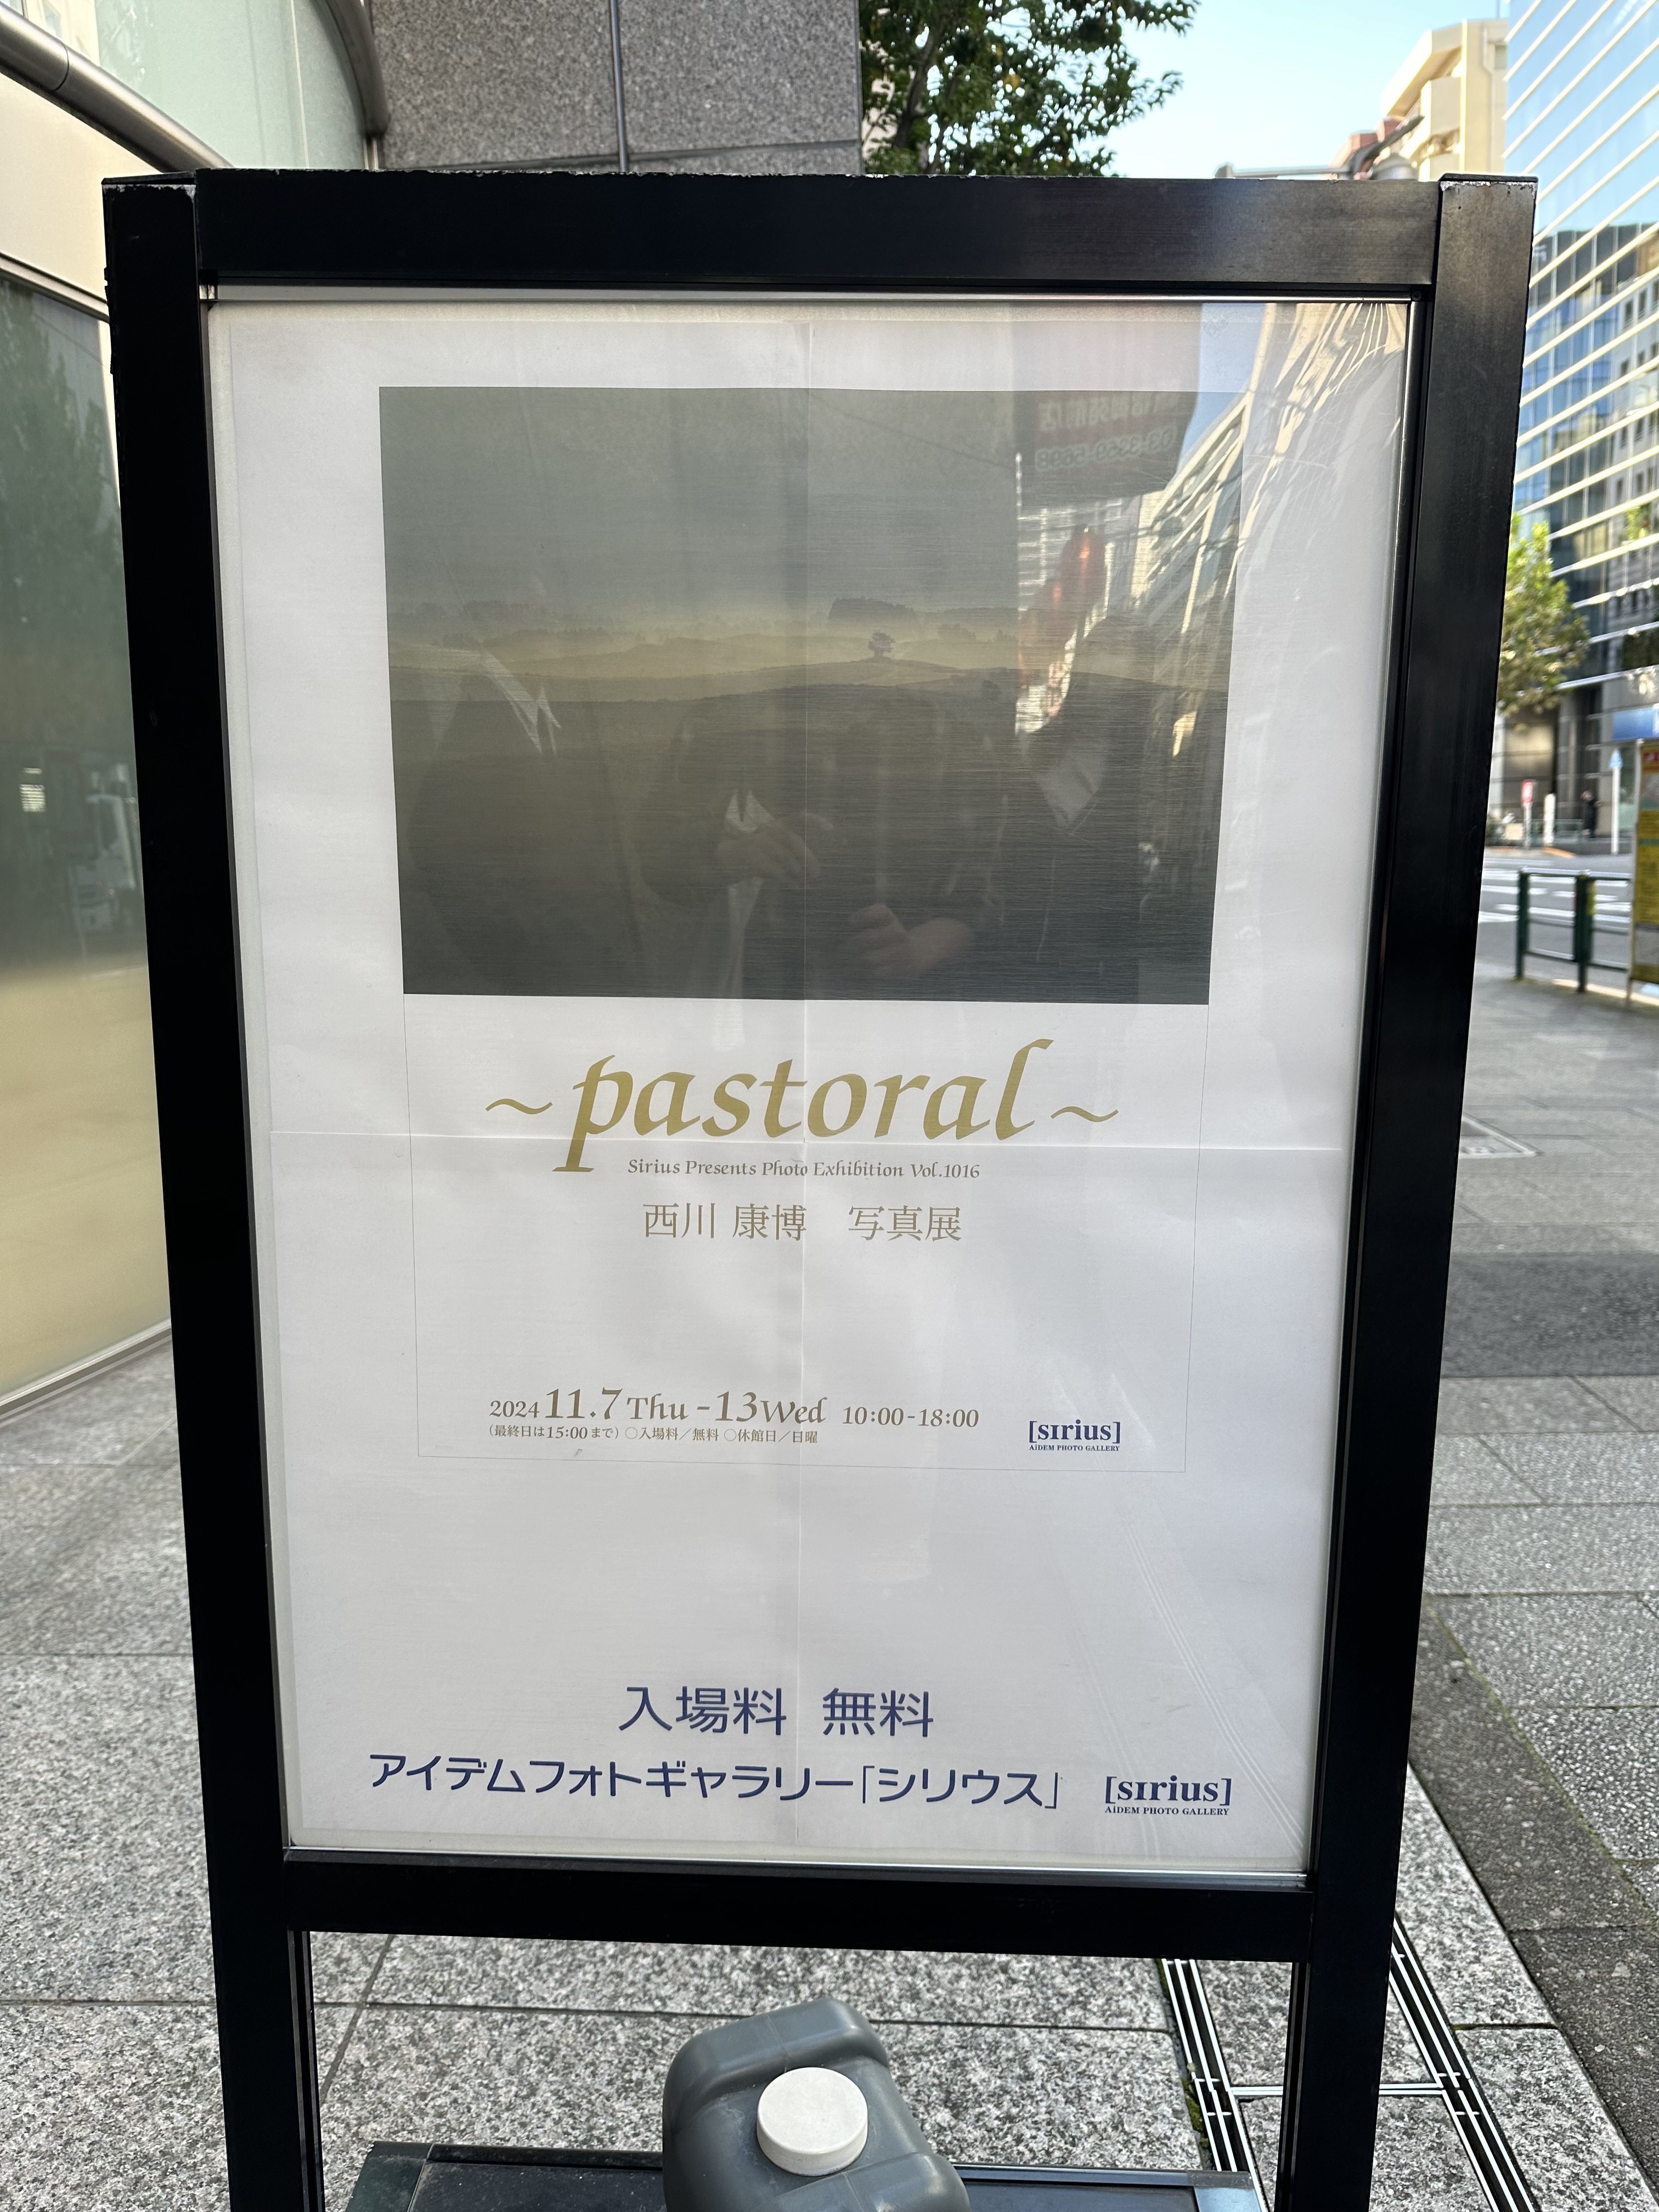 ~pastoral~
Sirius Presents Photo Exhibition Vol.1016
西川 康博　写真展
2024 11.7 Thu - 13 Wed 10:00-18:00
(最終日は15:00まで) ○入場料/無料 ○休館日/日曜
[sırius]
AiDEM PHOTO GALLERY
入場料 無料
アイデムフォトギャラリー「シリウス」
[sırius]
AiDEM PHOTO GALLERY